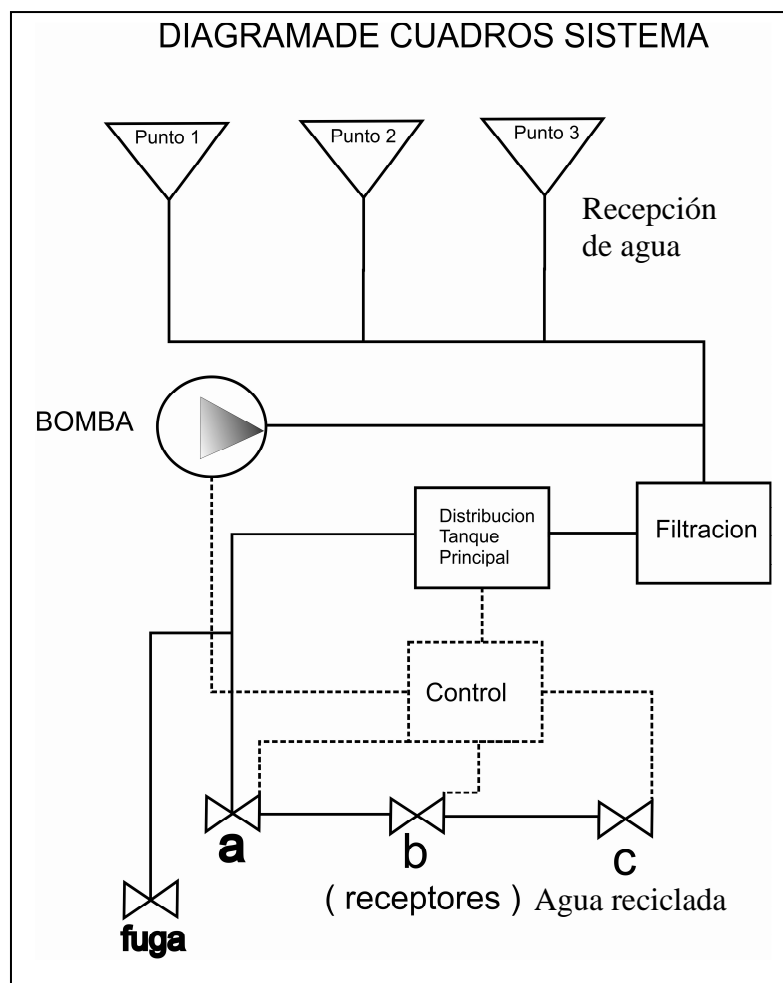 DIAGRAMADE CUADROS SISTEMA
Punto 1
Punto 2
Punto 3
Recepción
de agua
BOMBA
Distribucion
Tanque
Principal
Filtracion
Control
a
b
c
( receptores ) Agua reciclada
fuga